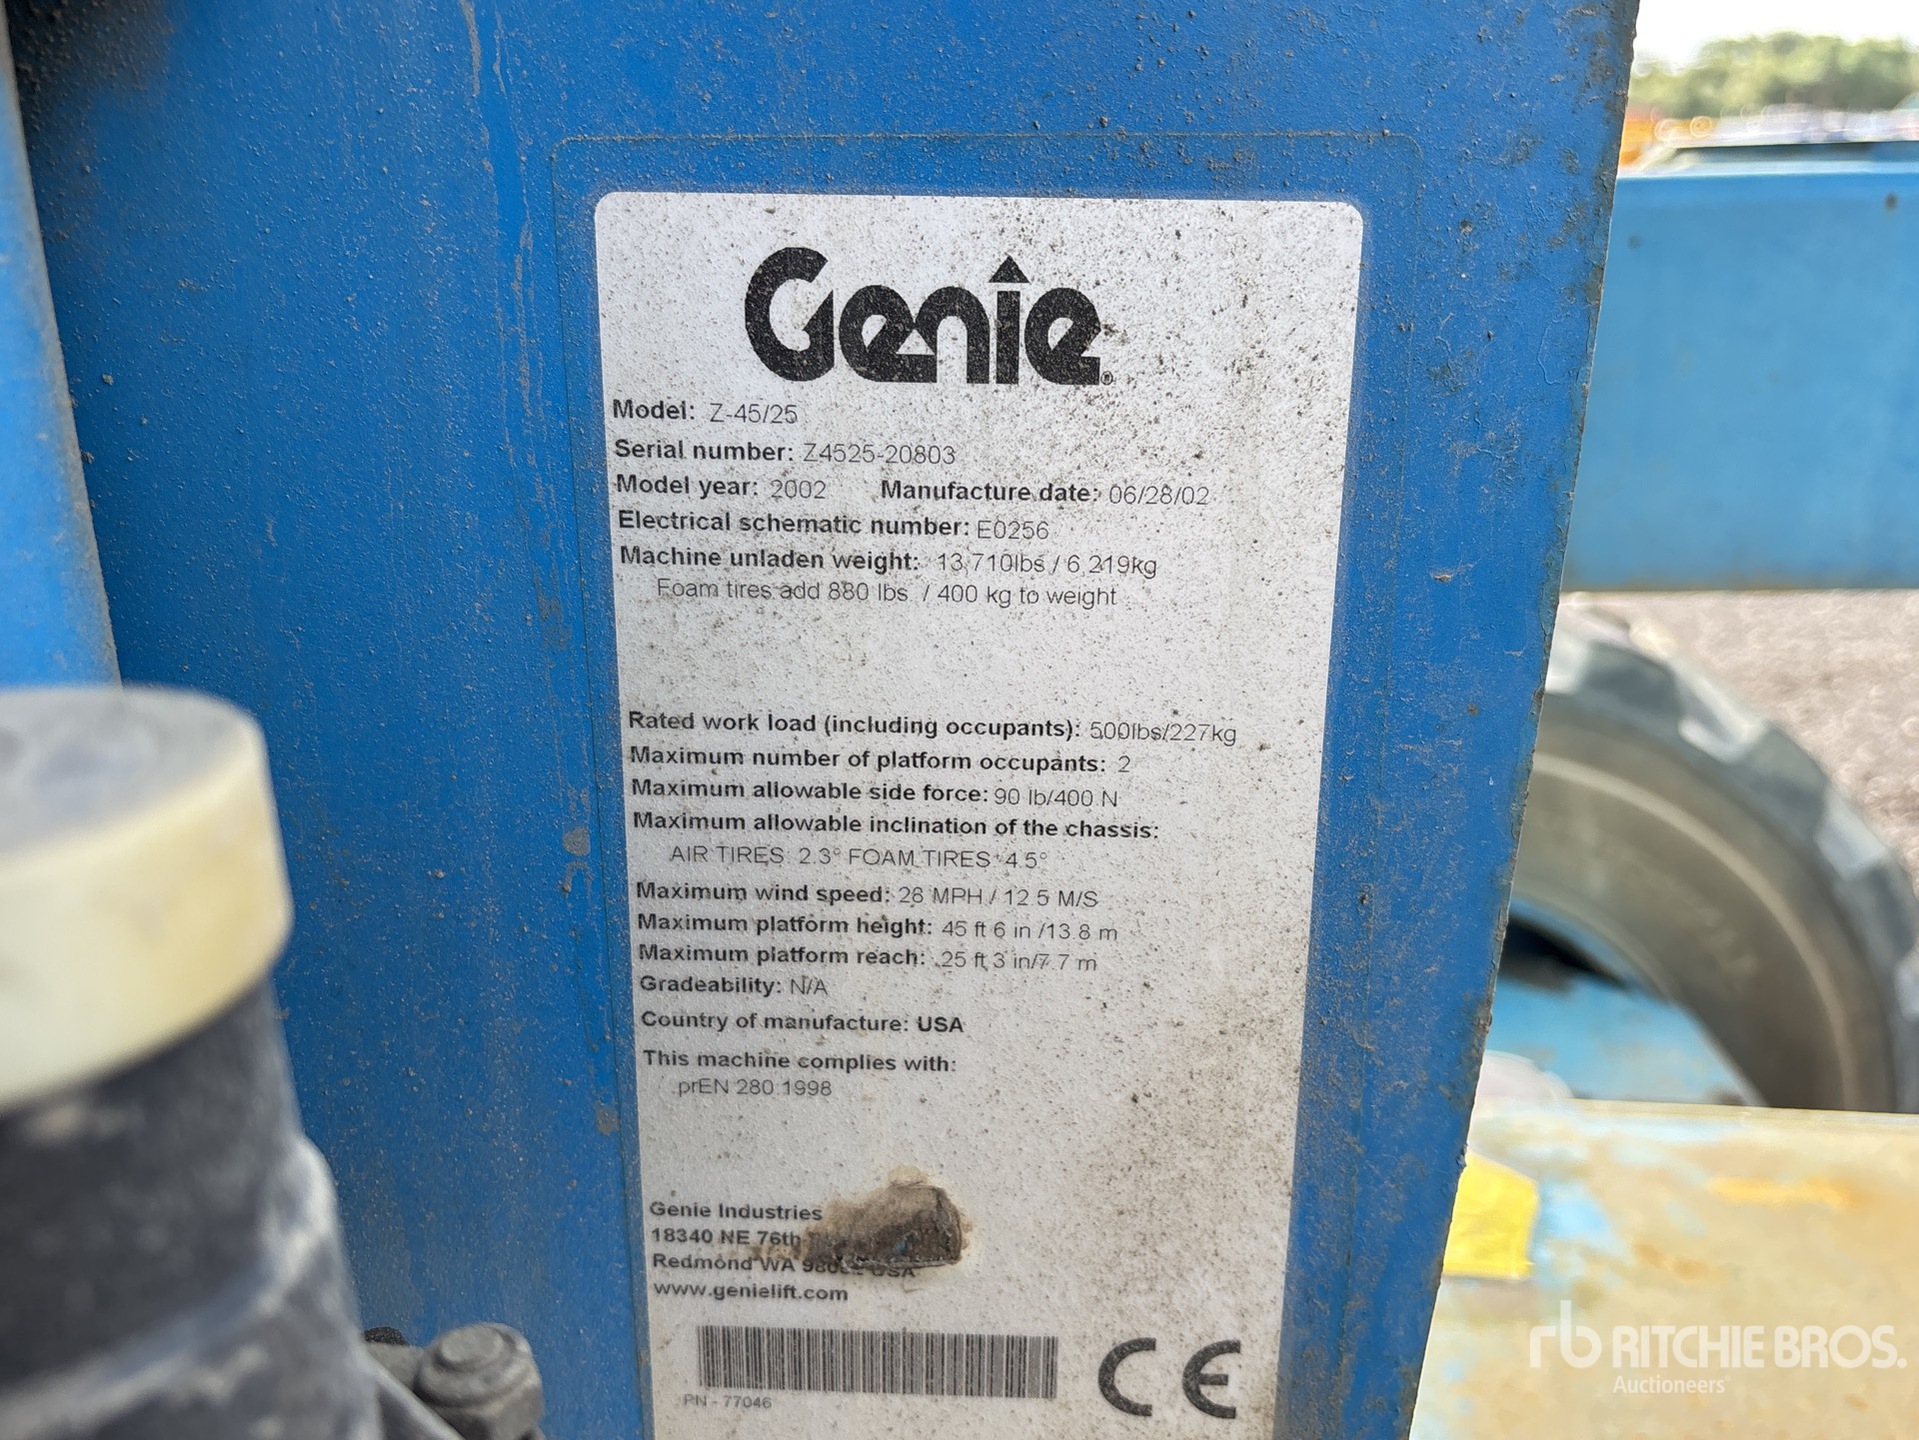 Genie®
Model: Z-45/25
Serial number: Z4525-20803
Model year: 2002 Manufacture date: 06/28/02
Electrical schematic number: E0256
Machine unladen weight: 13,710lbs / 6,219kg
Foam tires add 880 lbs. / 400 kg to weight
Rated work load (including occupants): 500lbs/227kg
Maximum number of platform occupants: 2
Maximum allowable side force: 90 lb/400 N
Maximum allowable inclination of the chassis:
AIR TIRES: 2.3° FOAM TIRES: 4.5°
Maximum wind speed: 28 MPH / 12.5 M/S
Maximum platform height: 45 ft 6 in /13.8 m
Maximum platform reach: 25 ft 3 in/7.7 m
Gradeability: N/A
Country of manufacture: USA
This machine complies with:
prEN 280:1998
Genie Industries
18340 NE 76th
Redmond WA USA
www.genielift.com
PN - 77046
CE
rb RITCHIE BROS.
Auctioneers